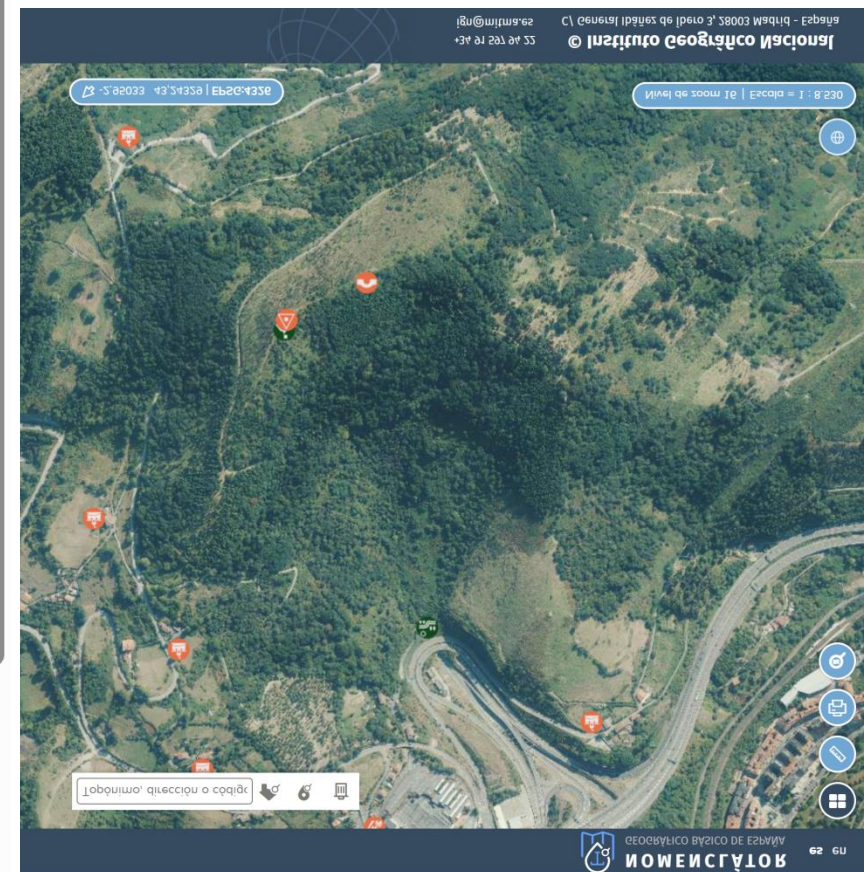 NOMENCLÁTOR
GEOGRÁFICO BÁSICO DE ESPAÑA
es en
Topónimo, dirección o código
-2,95033 43,24329 | EPSG:4326
Nivel de zoom 16 | Escala = 1 : 8.530
© Instituto Geográfico Nacional
C/ General Ibáñez de Ibero 3, 28003 Madrid - España
+34 91 597 94 22
ign@mitma.es